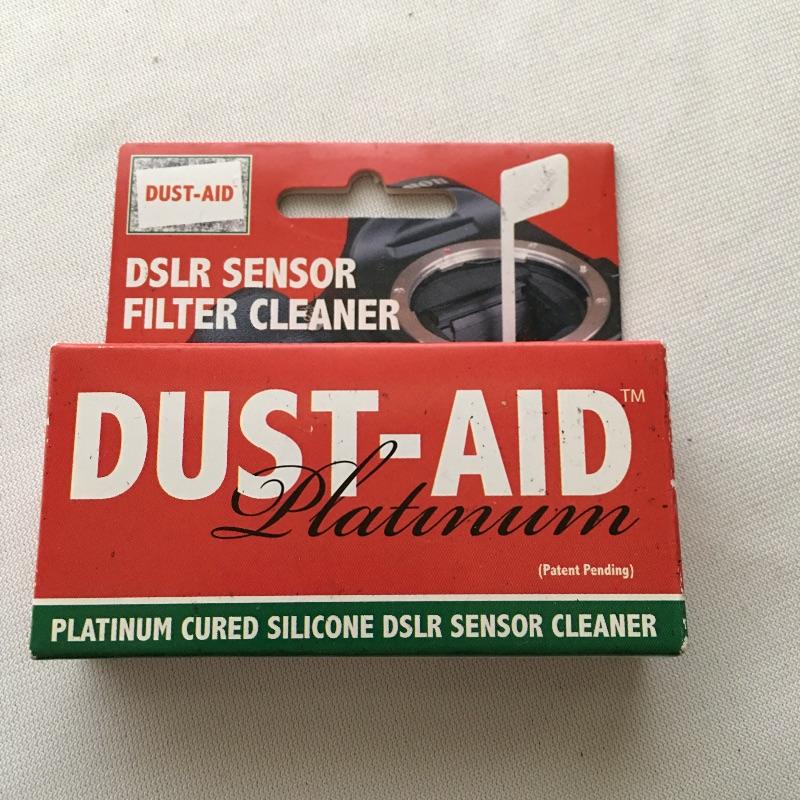 DUST-AID
DSLR SENSOR
FILTER CLEANER
DUST-AID™
Platinum
(Patent Pending)
PLATINUM CURED SILICONE DSLR SENSOR CLEANER